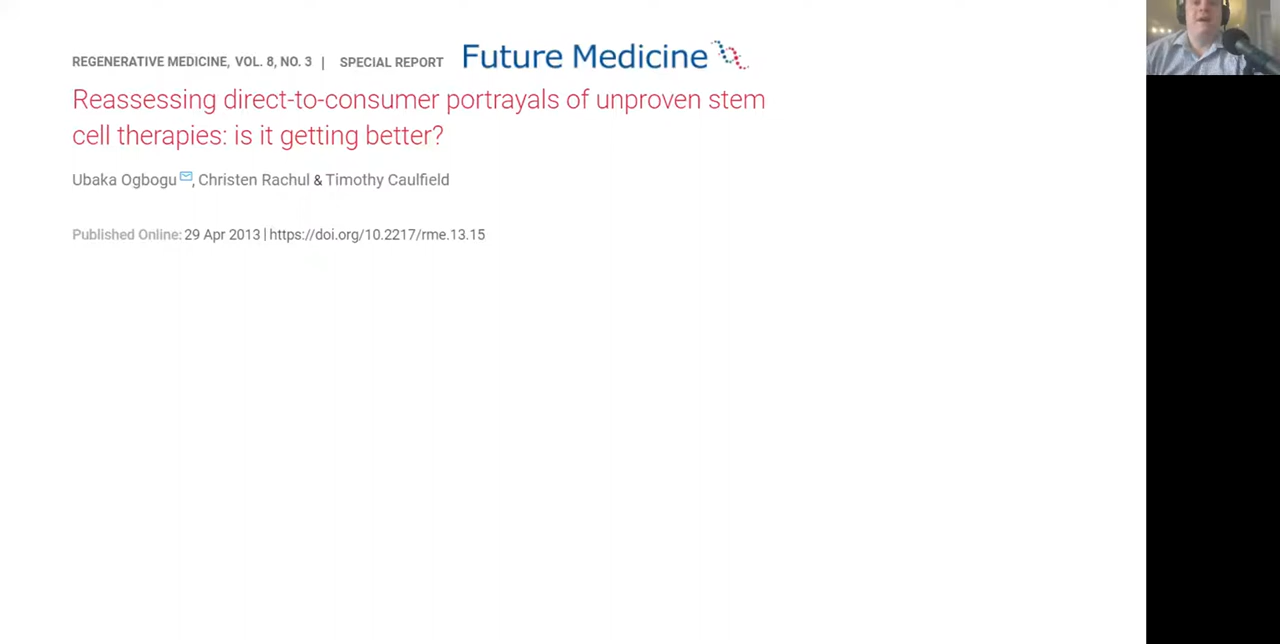 REGENERATIVE MEDICINE, VOL. 8, NO. 3 | SPECIAL REPORT
Future Medicine
Reassessing direct-to-consumer portrayals of unproven stem
cell therapies: is it getting better?
Ubaka Ogbogu, Christen Rachul & Timothy Caulfield
Published Online: 29 Apr 2013 | https://doi.org/10.2217/rme.13.15